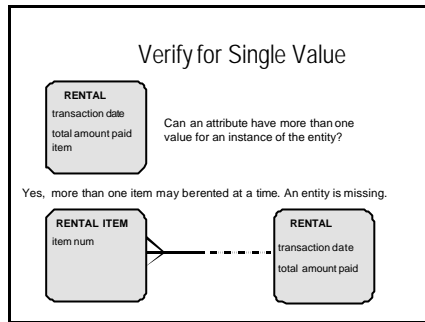 Verify for Single Value
RENTAL
transaction date
total amount paid
item
Can an attribute have more than one
value for an instance of the entity?
Yes, more than one item may berented at a time. An entity is missing.
RENTAL ITEM
item num
RENTAL
transaction date
total amount paid